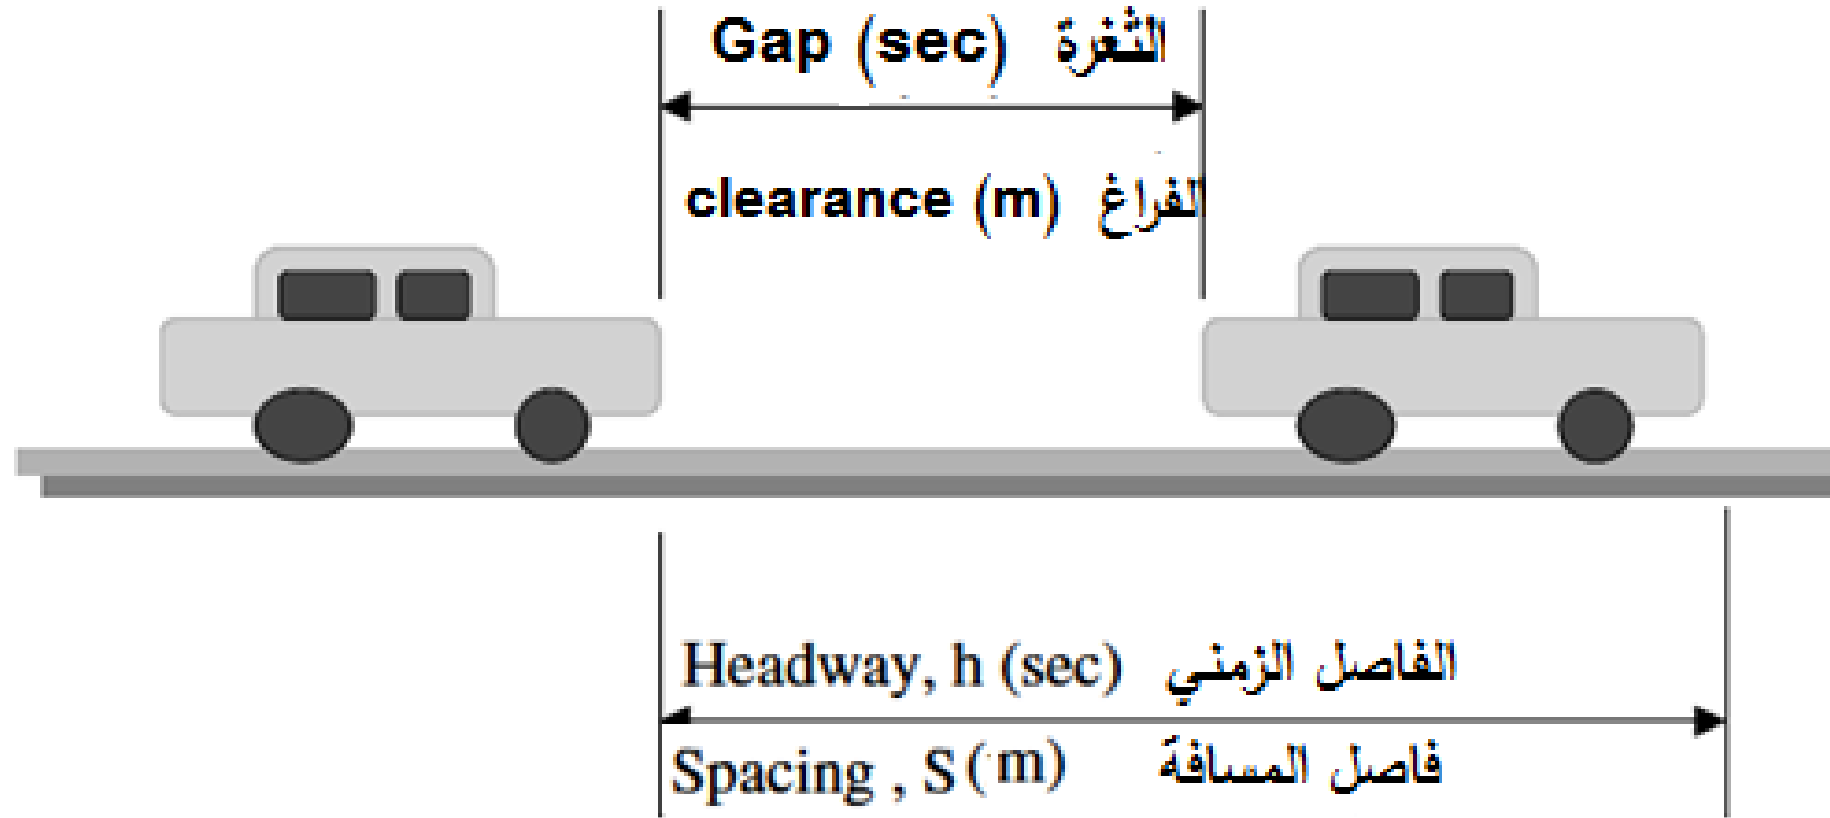 Gap (sec) الثغرة
clearance (m) الفراغ
Headway, h (sec) الفاصل الزمني
Spacing , S (m) فاصل المسافة